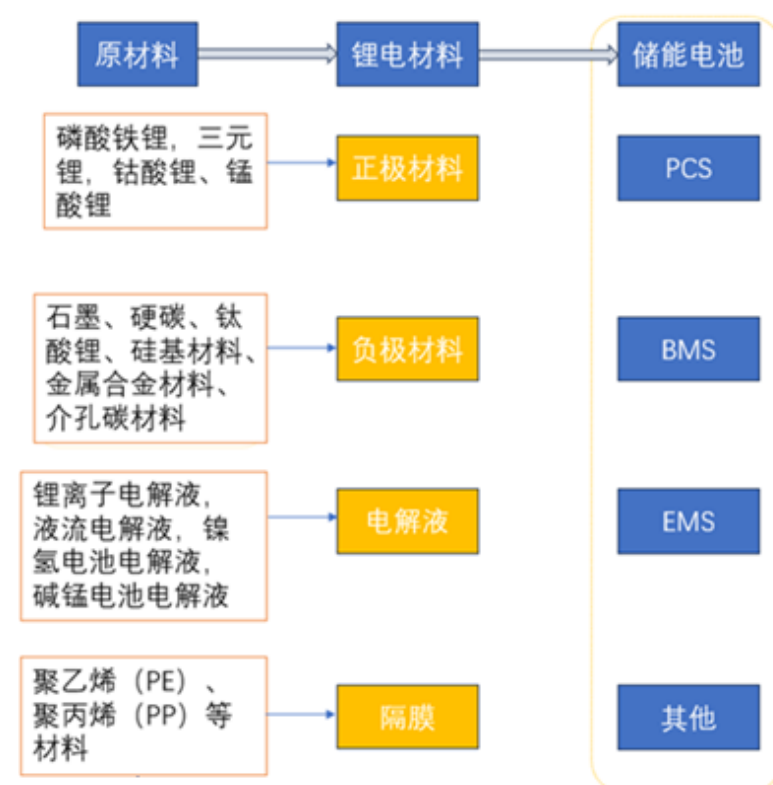 原材料
锂电材料
储能电池
磷酸铁锂，三元
锂，钴酸锂、锰
酸锂
正极材料
PCS
石墨、硬碳、钛
酸锂、硅基材料、
金属合金材料、
介孔碳材料
负极材料
BMS
锂离子电解液，
液流电解液，镍
氢电池电解液，
碱锰电池电解液
电解液
EMS
聚乙烯（PE）、
聚丙烯（PP）等
材料
隔膜
其他